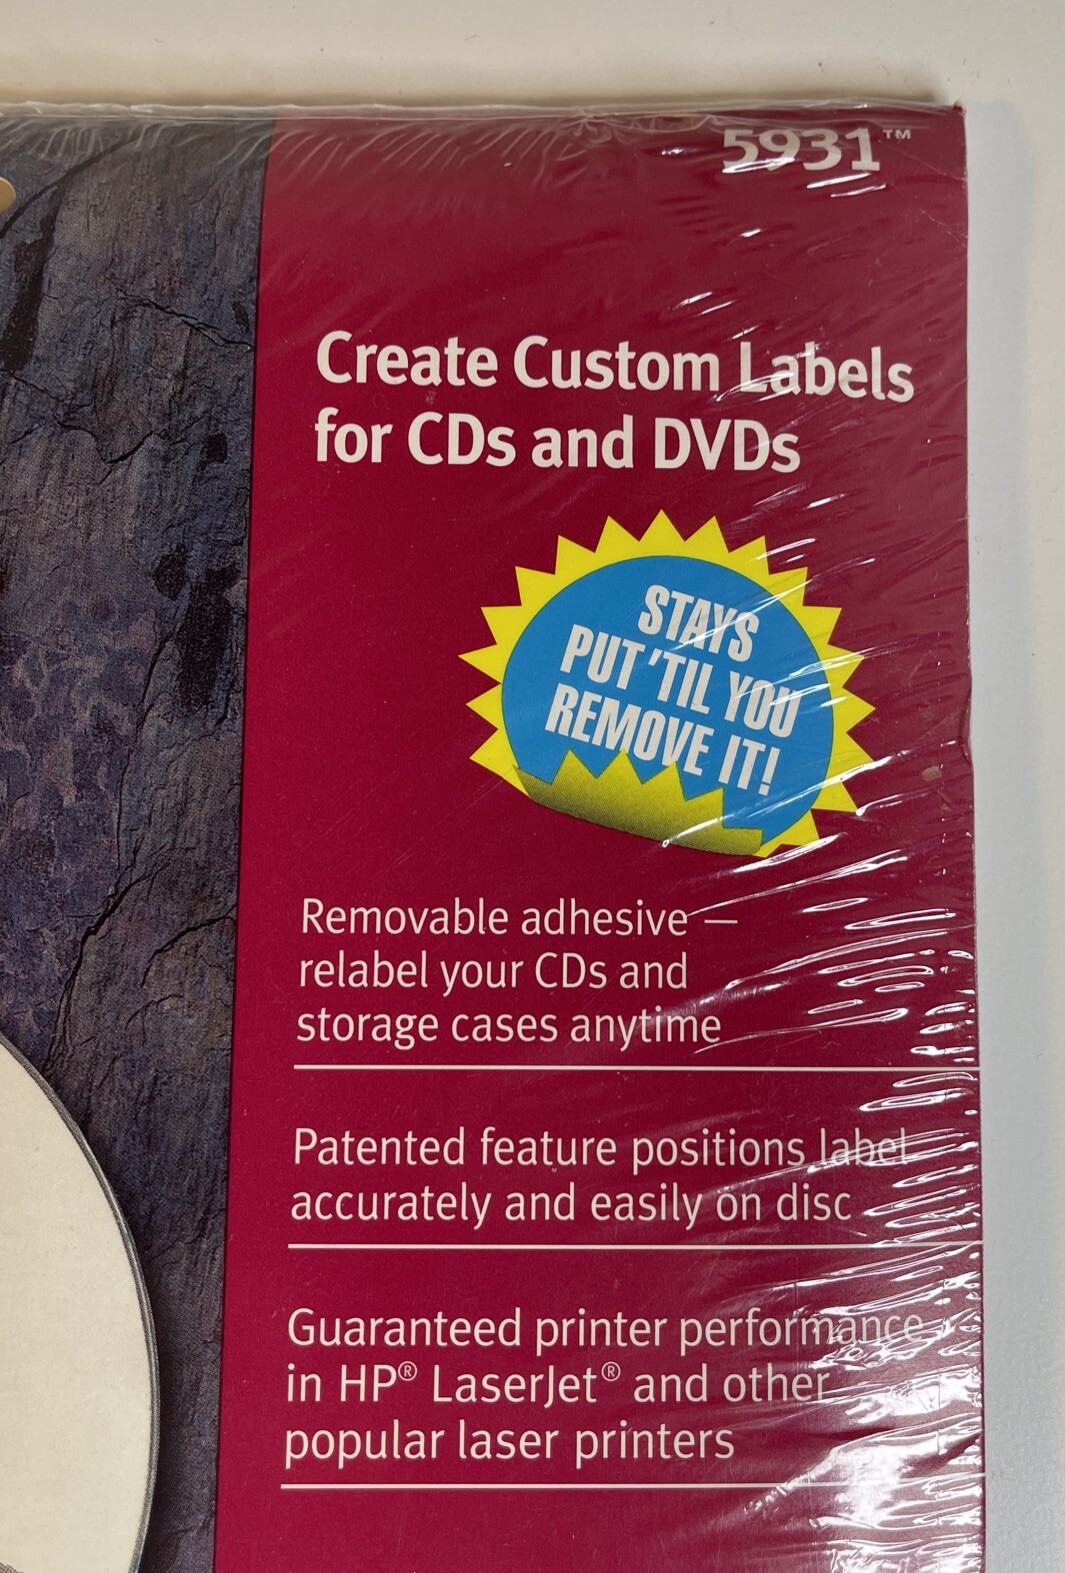 5931™
Create Custom Labels
for CDs and DVDs
STAYS
PUT 'TIL YOU
REMOVE IT!
Removable adhesive —
relabel your CDs and
storage cases anytime
Patented feature positions label
accurately and easily on disc
Guaranteed printer performance
in HP® LaserJet® and other
popular laser printers